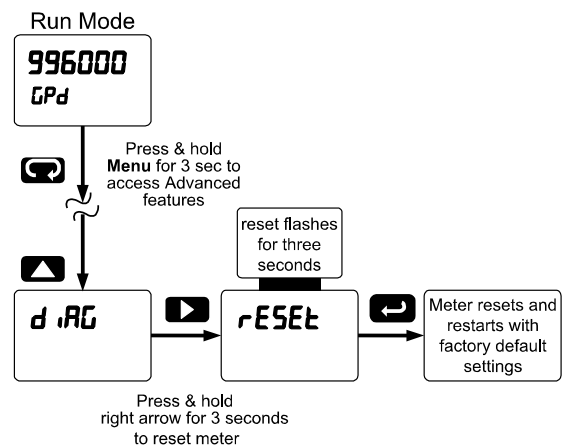 Run Mode
996000
GPd
Press & hold
Menu for 3 sec to
access Advanced
features
reset flashes
for three
seconds
diAG
rESEt
Meter resets and
restarts with
factory default
settings
Press & hold
right arrow for 3 seconds
to reset meter